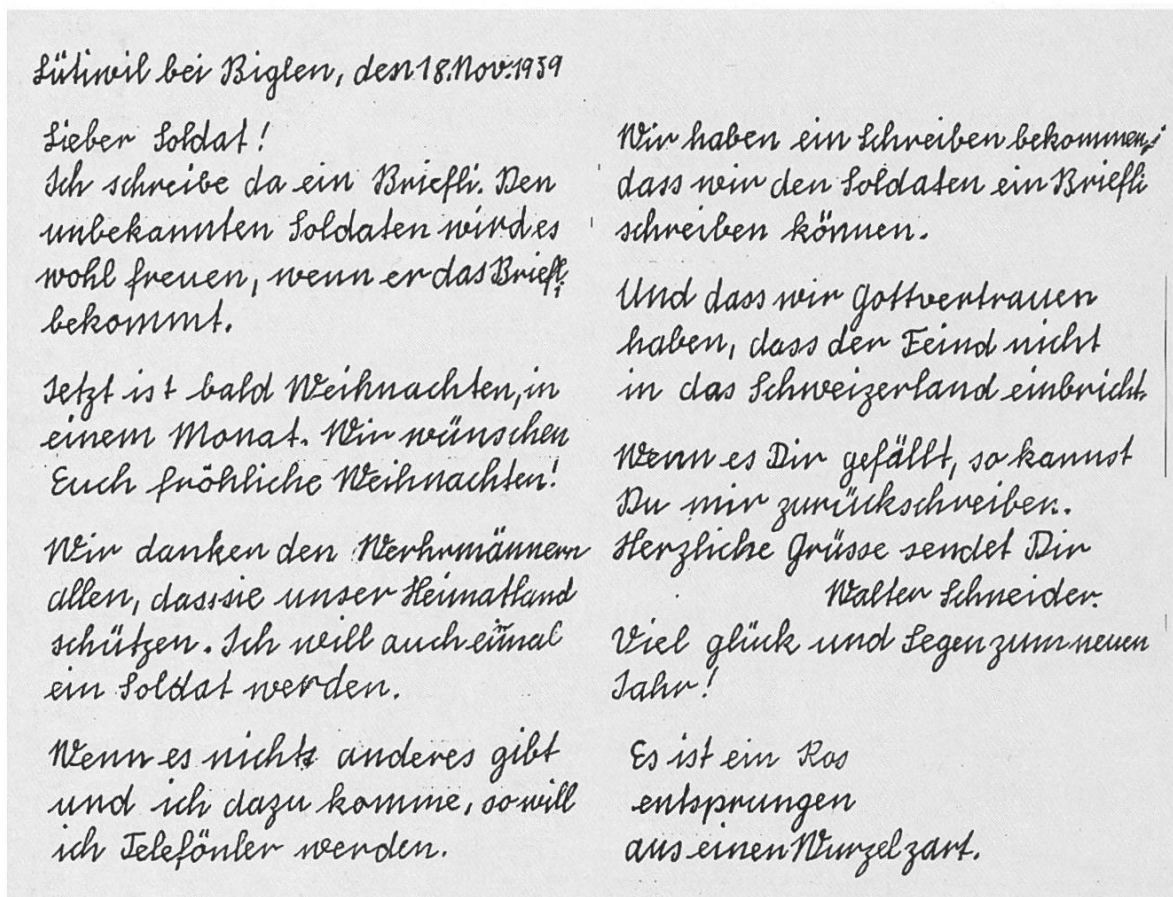 Lütiwil bei Biglen, den 18. Nov. 1939
Lieber Soldat!
Ich schreibe da ein Briefli. Den
unbekannten Soldaten wird es
wohl freuen, wenn er das Briefli
bekommt.
Jetzt ist bald Weihnachten, in
einem Monat. Wir wünschen
Euch fröhliche Weihnachten!
Wir danken den Werhrmännern
allen, dass sie unser Heimatland
schützen. Ich will auch einmal
ein Soldat werden.
Wenn es nichts anderes gibt
und ich dazu komme, so will
ich Telefönler werden.
Wir haben ein Schreiben bekommen,
dass wir den Soldaten ein Briefli
schreiben können.
Und dass wir Gottvertrauen
haben, dass der Feind nicht
in das Schweizerland einbricht.
Wenn es Dir gefällt, so kannst
Du mir zurückschreiben.
Herzliche Grüsse sendet Dir
Walter Schneider.
Viel glück und Segen zum neuen
Jahr!
Es ist ein Ros
entsprungen
aus einen Wurzel zart.